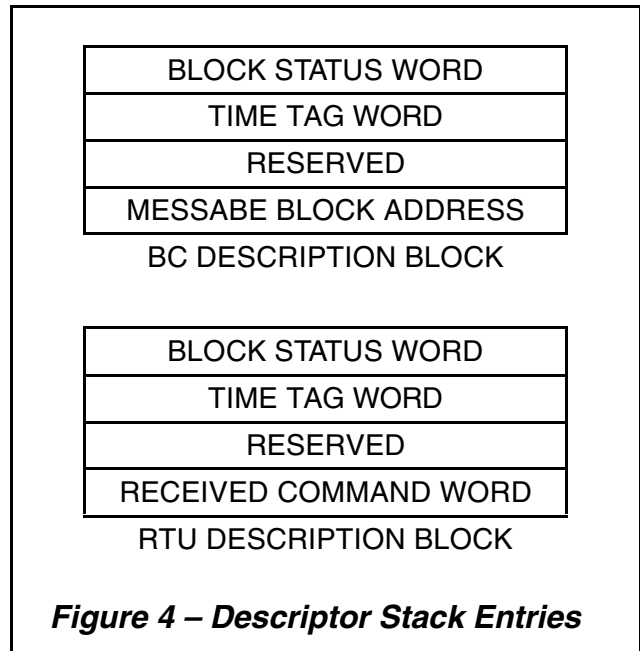 BLOCK STATUS WORD
TIME TAG WORD
RESERVED
MESSABE BLOCK ADDRESS
BC DESCRIPTION BLOCK
BLOCK STATUS WORD
TIME TAG WORD
RESERVED
RECEIVED COMMAND WORD
RTU DESCRIPTION BLOCK
Figure 4 – Descriptor Stack Entries